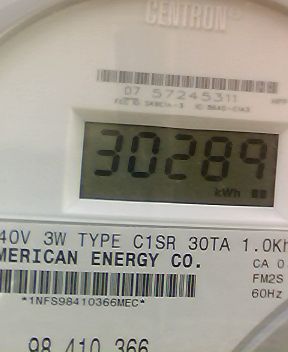 CENTRON®
07 57245311
30289
kWh
40V 3W TYPE C1SR 30TA 1.0Kh
MERICAN ENERGY CO.
CA 0
FM2S
60Hz
*1NFS98410366MEC*
98 410 366